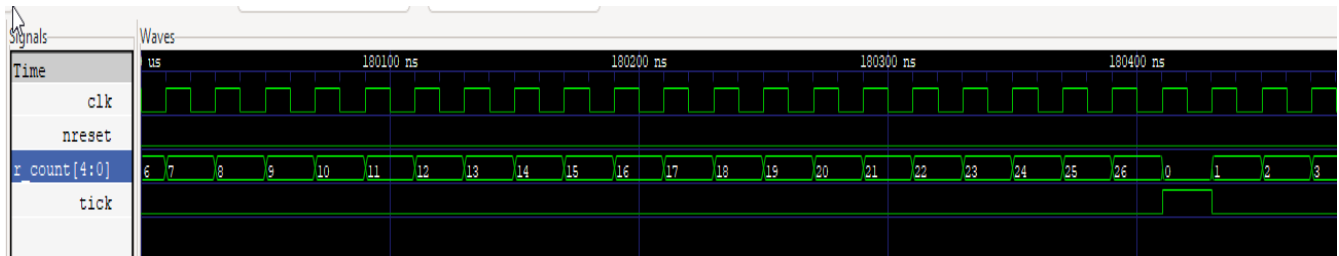 Signals
Waves
Time
us 180100 ns 180200 ns 180300 ns 180400 ns
clk
nreset
r_count[4:0] 6 7 8 9 10 11 12 13 14 15 16 17 18 19 20 21 22 23 24 25 26 0 1 2 3
tick